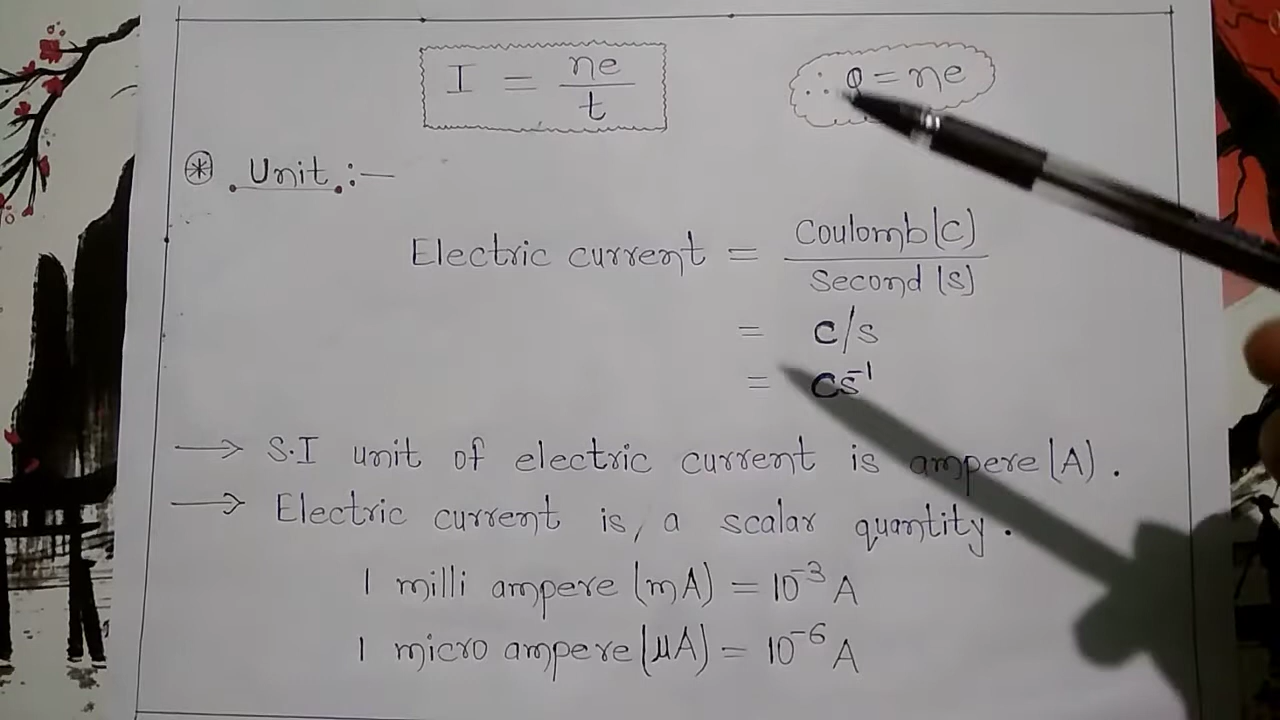 I = ne/t ∴ Q = ne
* Unit :—
Electric current = Coulomb(C)/Second (s)
= C/s
= Cs⁻¹
→ S.I unit of electric current is ampere (A).
→ Electric current is, a scalar quantity.
1 milli ampere (mA) = 10⁻³ A
1 micro ampere (μA) = 10⁻⁶ A